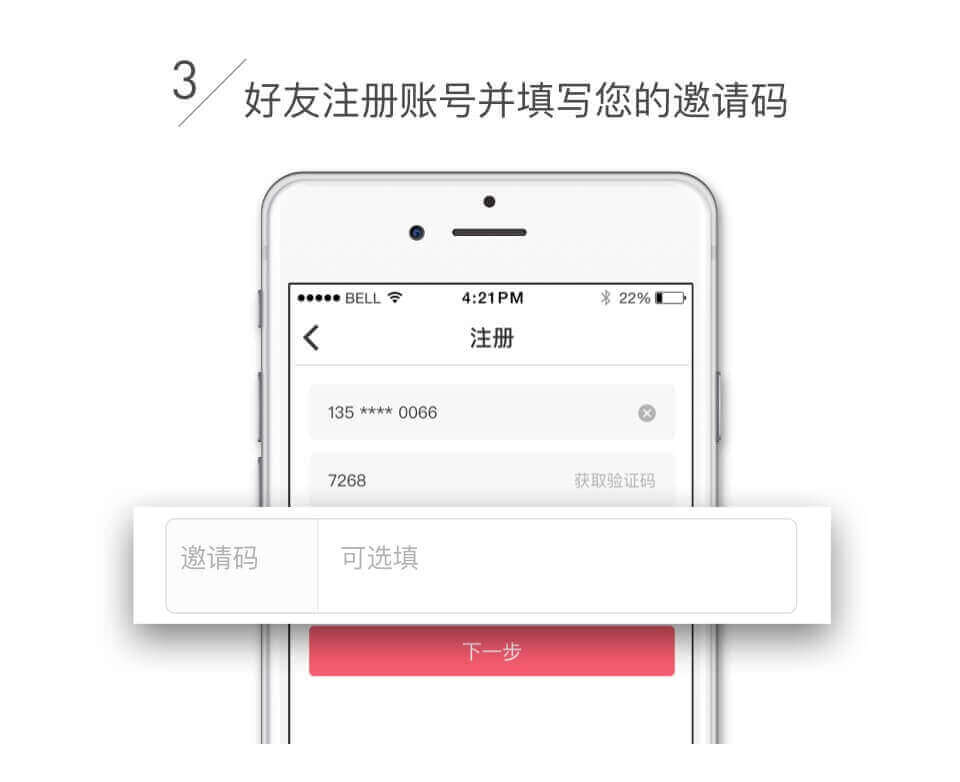 3
好友注册账号并填写您的邀请码
BELL 4:21PM 22%
注册
135 **** 0066
7268 获取验证码
邀请码 可选填
下一步